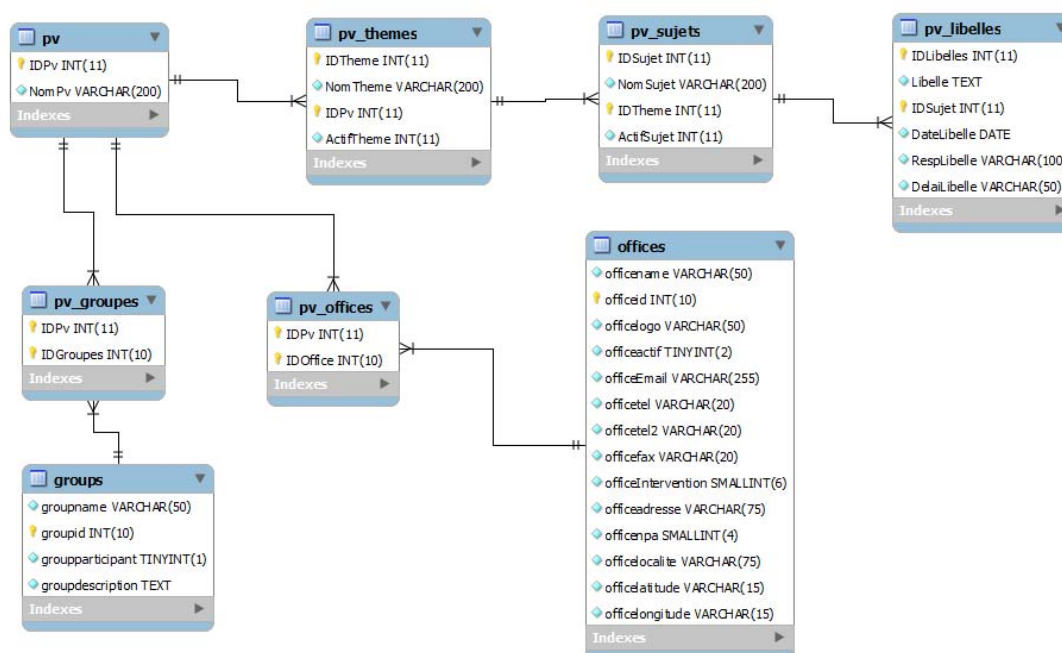 pv
IDPv INT(11)
NomPv VARCHAR(200)
Indexes
pv_themes
IDTheme INT(11)
NomTheme VARCHAR(200)
IDPv INT(11)
ActifTheme INT(11)
Indexes
pv_sujets
IDSujet INT(11)
NomSujet VARCHAR(200)
IDTheme INT(11)
ActifSujet INT(11)
Indexes
pv_libelles
IDLibelles INT(11)
Libelle TEXT
IDSujet INT(11)
DateLibelle DATE
RespLibelle VARCHAR(100
DelaiLibelle VARCHAR(50)
Indexes
pv_groupes
IDPv INT(11)
IDGroupes INT(10)
Indexes
pv_offices
IDPv INT(11)
IDOffice INT(10)
Indexes
offices
officename VARCHAR(50)
officeid INT(10)
officelogo VARCHAR(50)
officeactif TINYINT(2)
officeEmail VARCHAR(255)
officetel VARCHAR(20)
officetel2 VARCHAR(20)
officefax VARCHAR(20)
officeIntervention SMALLINT(6)
officeadresse VARCHAR(75)
officenpa SMALLINT(4)
officelocalite VARCHAR(75)
officelatitude VARCHAR(15)
officelongitude VARCHAR(15)
Indexes
groups
groupname VARCHAR(50)
groupid INT(10)
groupparticipant TINYINT(1)
groupdescription TEXT
Indexes